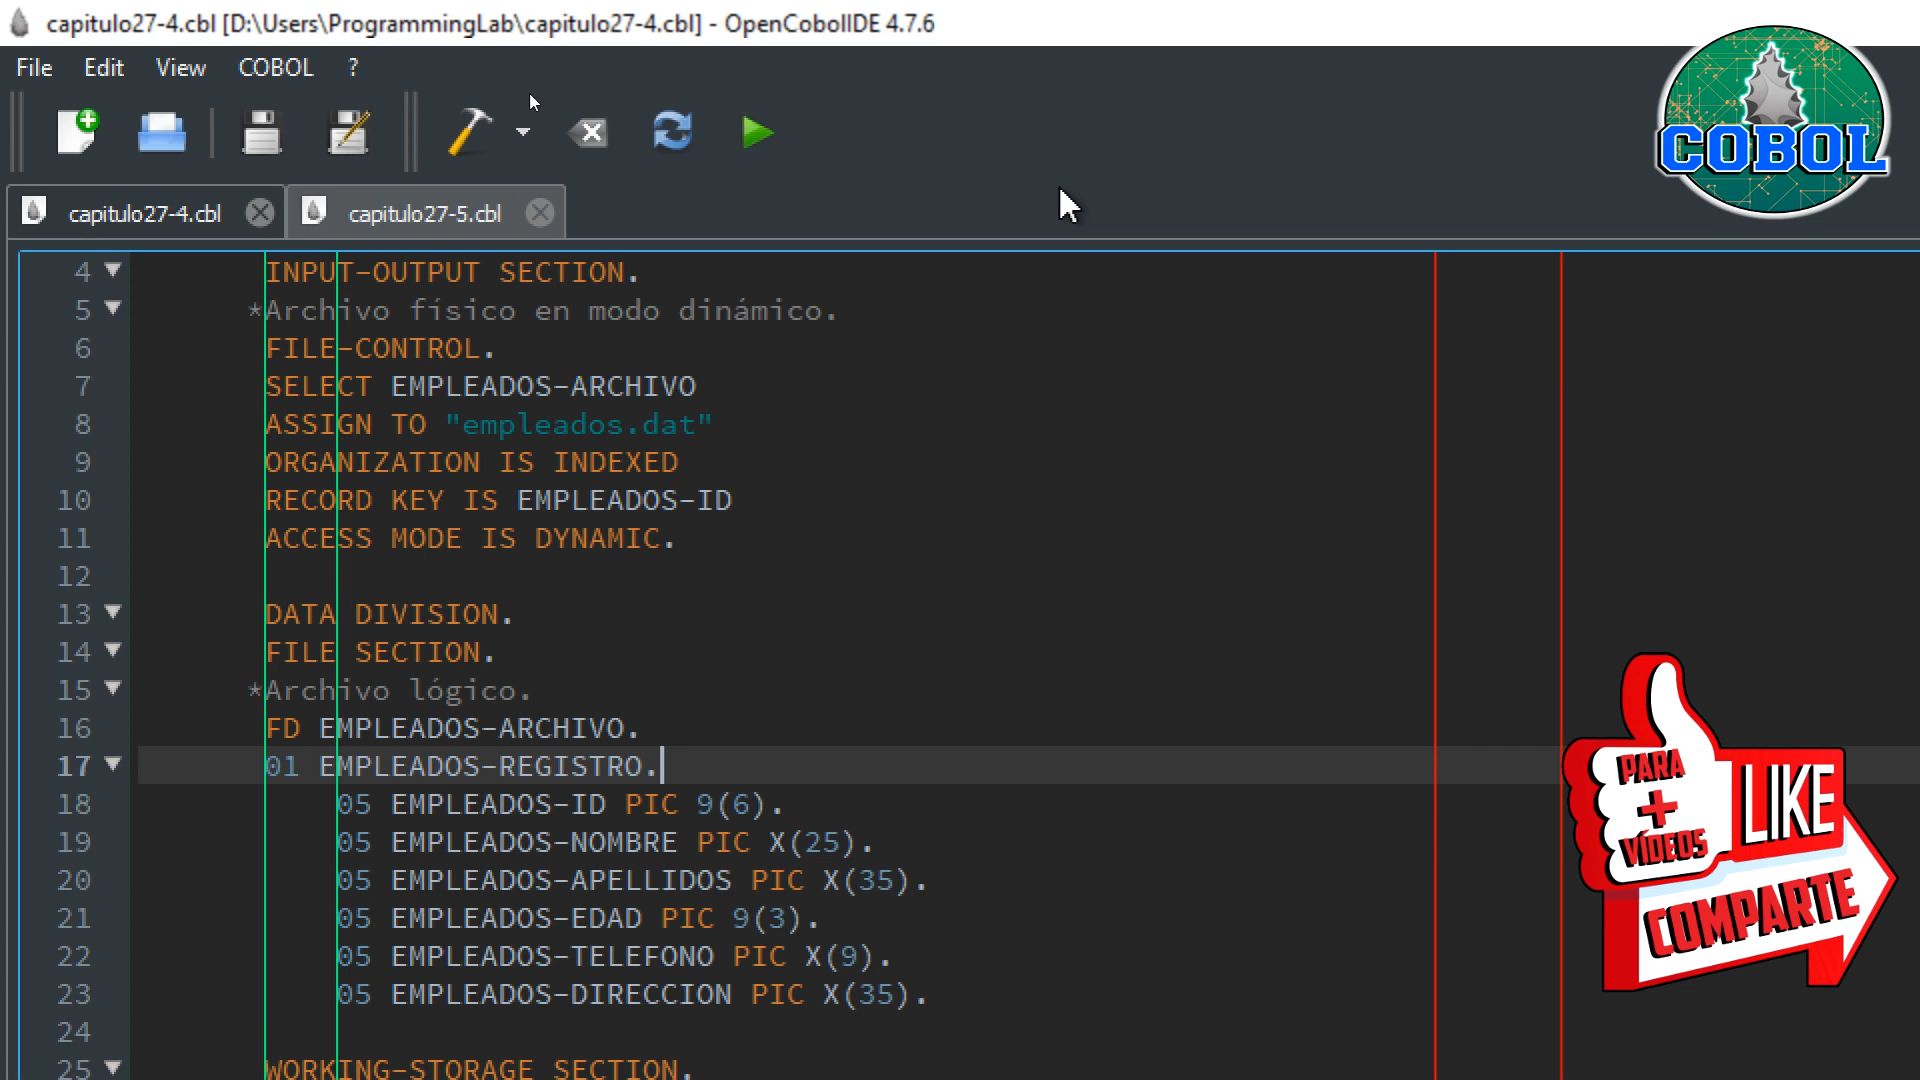 capitulo27-4.cbl [D:\Users\ProgrammingLab\capitulo27-4.cbl] - OpenCobolIDE 4.7.6
File Edit View COBOL ?
COBOL
capitulo27-4.cbl capitulo27-5.cbl
4 INPUT-OUTPUT SECTION.
5 *Archivo físico en modo dinámico.
6 FILE-CONTROL.
7 SELECT EMPLEADOS-ARCHIVO
8 ASSIGN TO "empleados.dat"
9 ORGANIZATION IS INDEXED
10 RECORD KEY IS EMPLEADOS-ID
11 ACCESS MODE IS DYNAMIC.
12
13 DATA DIVISION.
14 FILE SECTION.
15 *Archivo lógico.
16 FD EMPLEADOS-ARCHIVO.
17 01 EMPLEADOS-REGISTRO.
18 05 EMPLEADOS-ID PIC 9(6).
19 05 EMPLEADOS-NOMBRE PIC X(25).
20 05 EMPLEADOS-APELLIDOS PIC X(35).
21 05 EMPLEADOS-EDAD PIC 9(3).
22 05 EMPLEADOS-TELEFONO PIC X(9).
23 05 EMPLEADOS-DIRECCION PIC X(35).
24
25 WORKING-STORAGE SECTION.
PARA
+
VÍDEOS
LIKE
COMPARTE